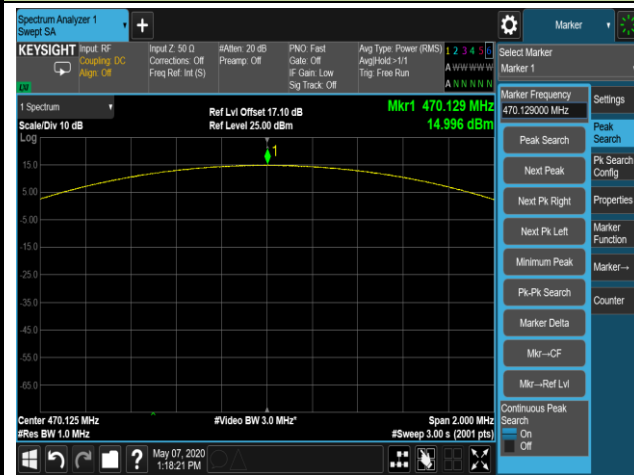 Spectrum Analyzer 1
Swept SA
Marker
KEYSIGHT
Input: RF
Coupling: DC
Align: Off
Input Z: 50 Ω
Corrections: Off
Freq Ref: Int (S)
#Atten: 20 dB
Preamp: Off
PNO: Fast
Gate: Off
IF Gain: Low
Sig Track: Off
Avg Type: Power (RMS)
Avg|Hold:>1/1
Trig: Free Run
1 2 3 4 5 6
A W W W W W
A N N N N N
Select Marker
Marker 1
1 Spectrum
Scale/Div 10 dB
Log
Ref Lvl Offset 17.10 dB
Ref Level 25.00 dBm
Mkr1 470.129 MHz
14.996 dBm
1
15.0
5.00
-5.00
-15.0
-25.0
-35.0
-45.0
-55.0
-65.0
Center 470.125 MHz
#Res BW 1.0 MHz
#Video BW 3.0 MHz*
Span 2.000 MHz
#Sweep 3.00 s (2001 pts)
Marker Frequency
470.129000 MHz
Peak Search
Next Peak
Next Pk Right
Next Pk Left
Minimum Peak
Pk-Pk Search
Marker Delta
Mkr→CF
Mkr→Ref Lvl
Continuous Peak
Search
On
Off
Settings
Peak
Search
Pk Search
Config
Properties
Marker
Function
Marker→
Counter
?
May 07, 2020
1:18:21 PM